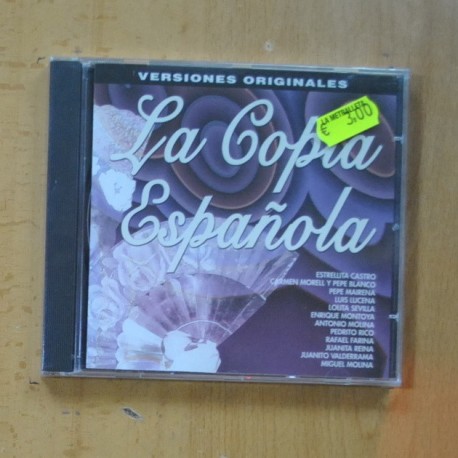 VERSIONES ORIGINALES
La Copla
Española
LA METRALLETA
€ 3,00
ESTRELLITA CASTRO
CARMEN MORELL Y PEPE BLANCO
PEPE MAIRENA
LUIS LUCENA
LOLITA SEVILLA
ENRIQUE MONTOYA
ANTONIO MOLINA
PEDRITO RICO
RAFAEL FARINA
JUANITA REINA
JUANITO VALDERRAMA
MIGUEL MOLINA